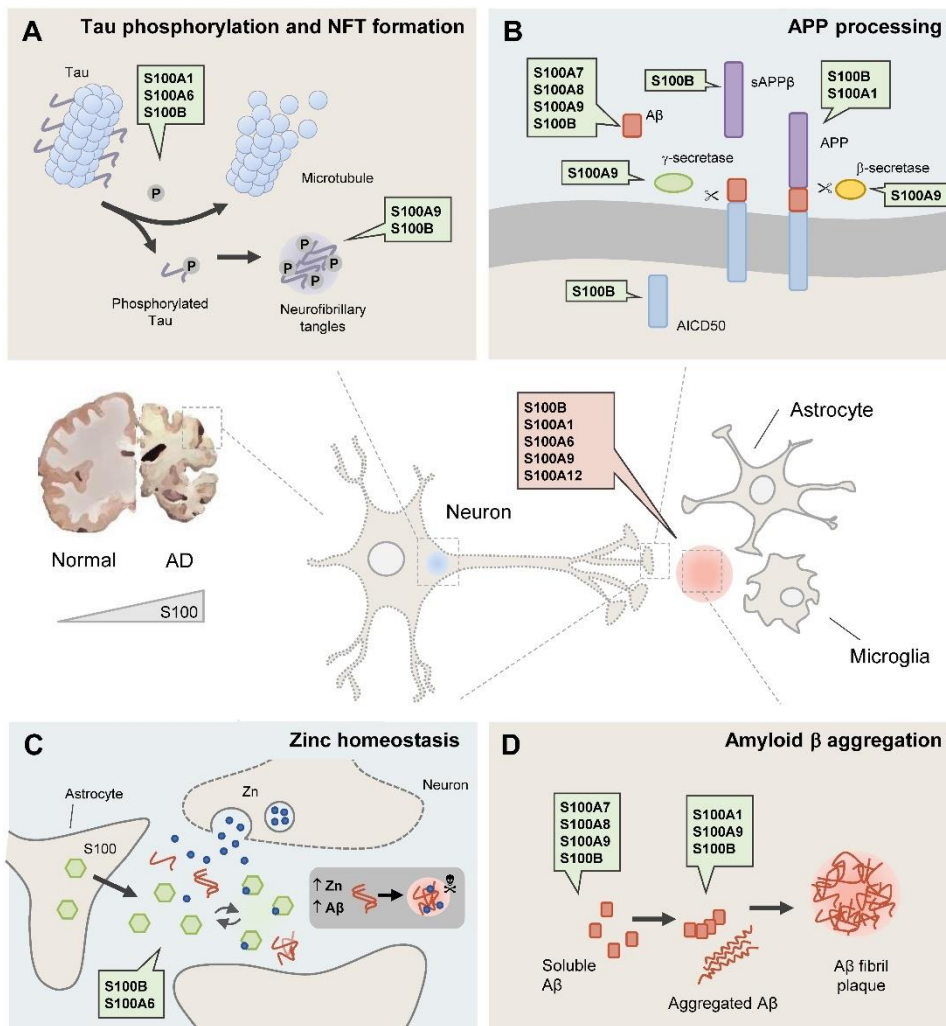 A
Tau phosphorylation and NFT formation
Tau
S100A1
S100A6
S100B
P
Microtubule
S100A9
S100B
P
P
P
P
P
Phosphorylated
Tau
Neurofibrillary
tangles
B
APP processing
S100A7
S100A8
S100A9
S100B
Aβ
S100B
sAPPβ
S100B
S100A1
APP
γ-secretase
S100A9
β-secretase
S100A9
S100B
AICD50
Normal
AD
S100
Neuron
S100B
S100A1
S100A6
S100A9
S100A12
Astrocyte
Microglia
C
Zinc homeostasis
Astrocyte
S100
Zn
Neuron
↑ Zn
↑ Aβ
S100B
S100A6
D
Amyloid β aggregation
S100A7
S100A8
S100A9
S100B
S100A1
S100A9
S100B
Soluble
Aβ
Aggregated Aβ
Aβ fibril
plaque